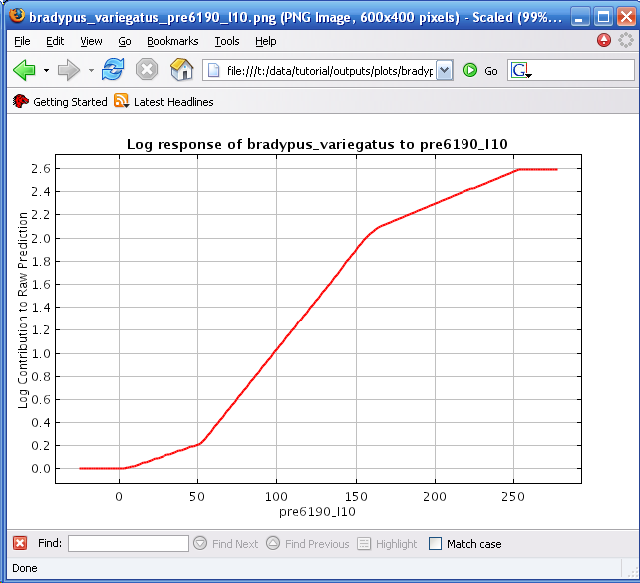 bradypus_variegatus_pre6190_l10.png (PNG Image, 600x400 pixels) - Scaled (99%...
File Edit View Go Bookmarks Tools Help
file:///t:/data/tutorial/outputs/plots/bradyp Go G
Getting Started Latest Headlines
Log response of bradypus_variegatus to pre6190_l10
Log Contribution to Raw Prediction
2.6
2.4
2.2
2.0
1.8
1.6
1.4
1.2
1.0
0.8
0.6
0.4
0.2
0.0
0 50 100 150 200 250
pre6190_l10
Find: Find Next Find Previous Highlight Match case
Done